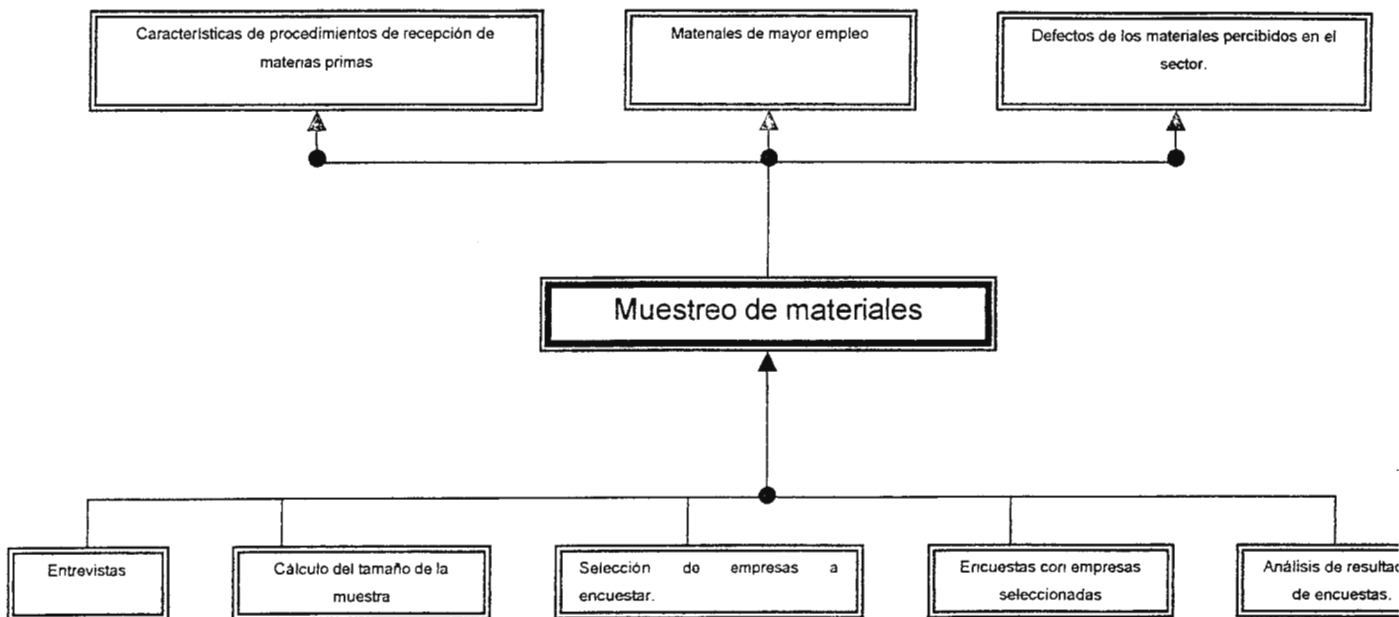 Características de procedimientos de recepción de
materias primas
Materiales de mayor empleo
Defectos de los materiales percibidos en el
sector.
Muestreo de materiales
Entrevistas
Cálculo del tamaño de la
muestra
Selección de empresas a
encuestar.
Encuestas con empresas
seleccionadas
Análisis de resultad
de encuestas.